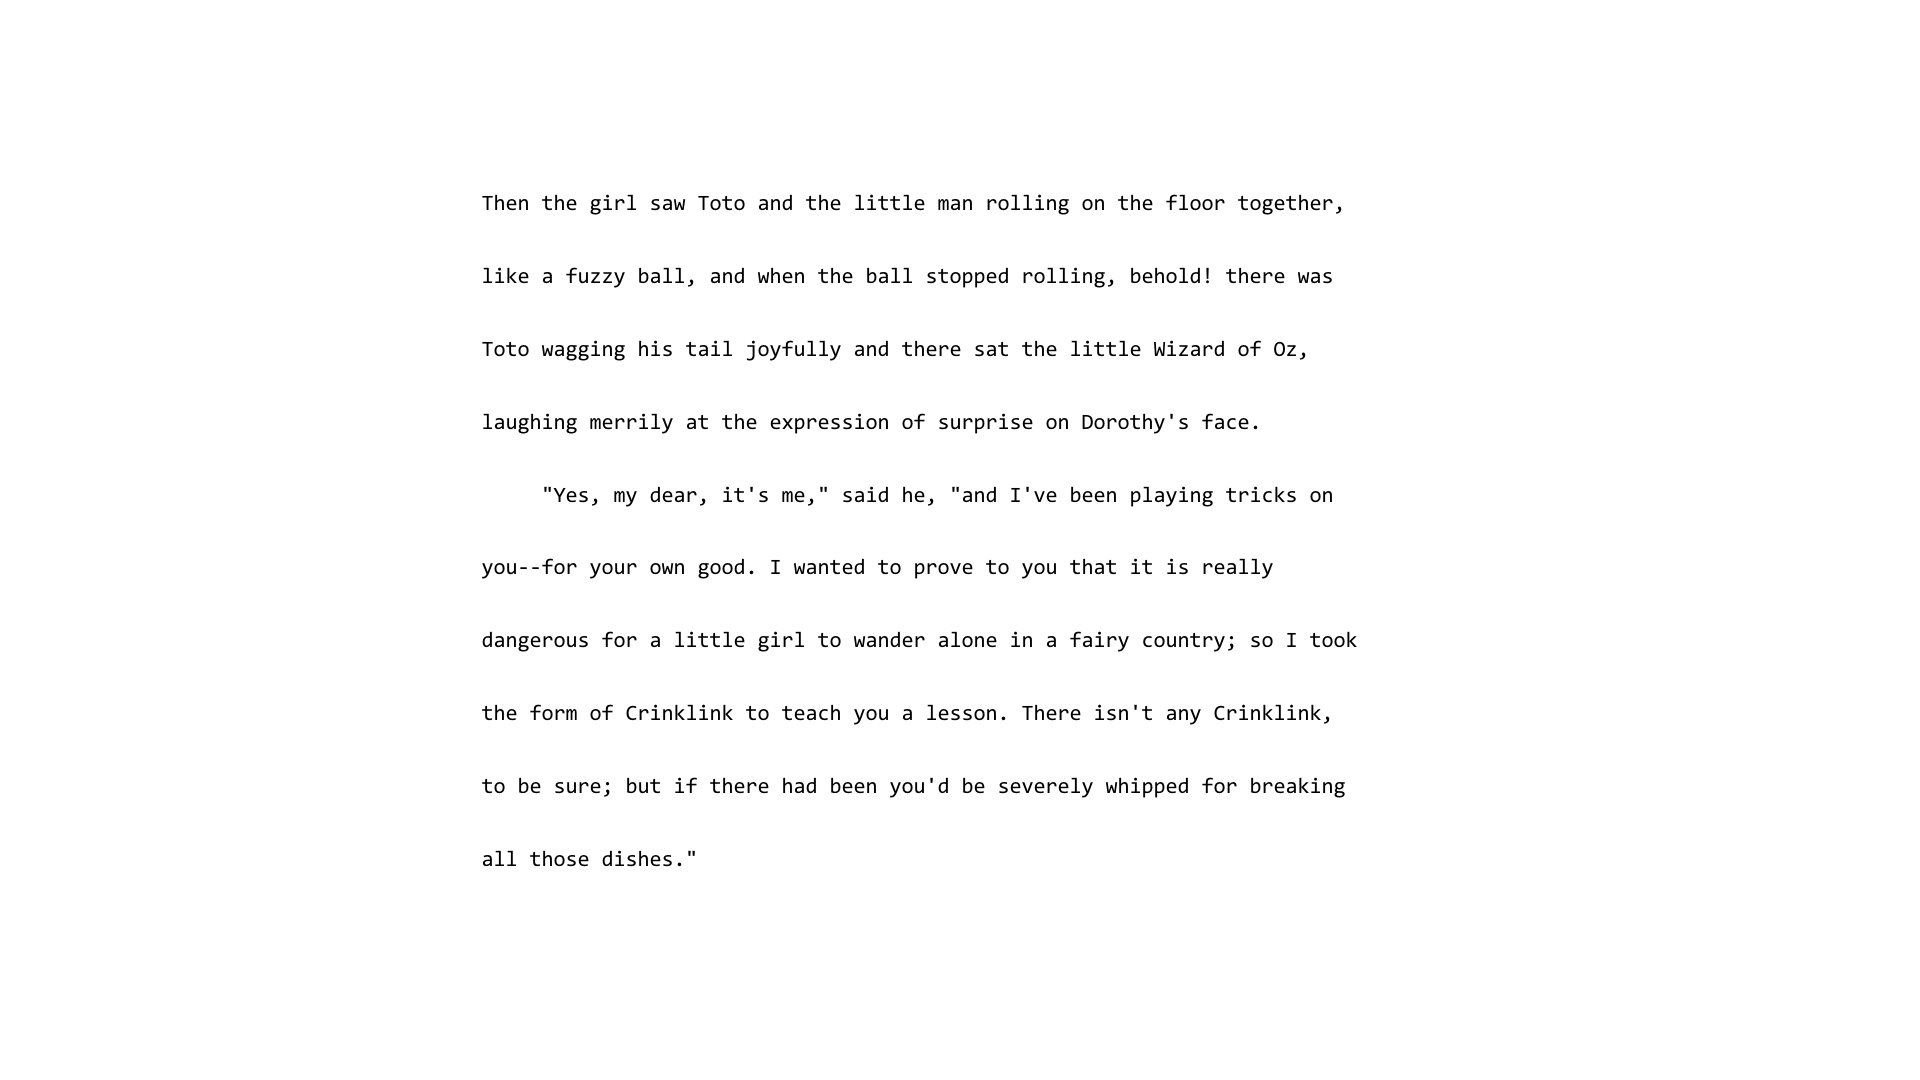 Then the girl saw Toto and the little man rolling on the floor together,
like a fuzzy ball, and when the ball stopped rolling, behold! there was
Toto wagging his tail joyfully and there sat the little Wizard of Oz,
laughing merrily at the expression of surprise on Dorothy's face.
"Yes, my dear, it's me," said he, "and I've been playing tricks on
you--for your own good. I wanted to prove to you that it is really
dangerous for a little girl to wander alone in a fairy country; so I took
the form of Crinklink to teach you a lesson. There isn't any Crinklink,
to be sure; but if there had been you'd be severely whipped for breaking
all those dishes."